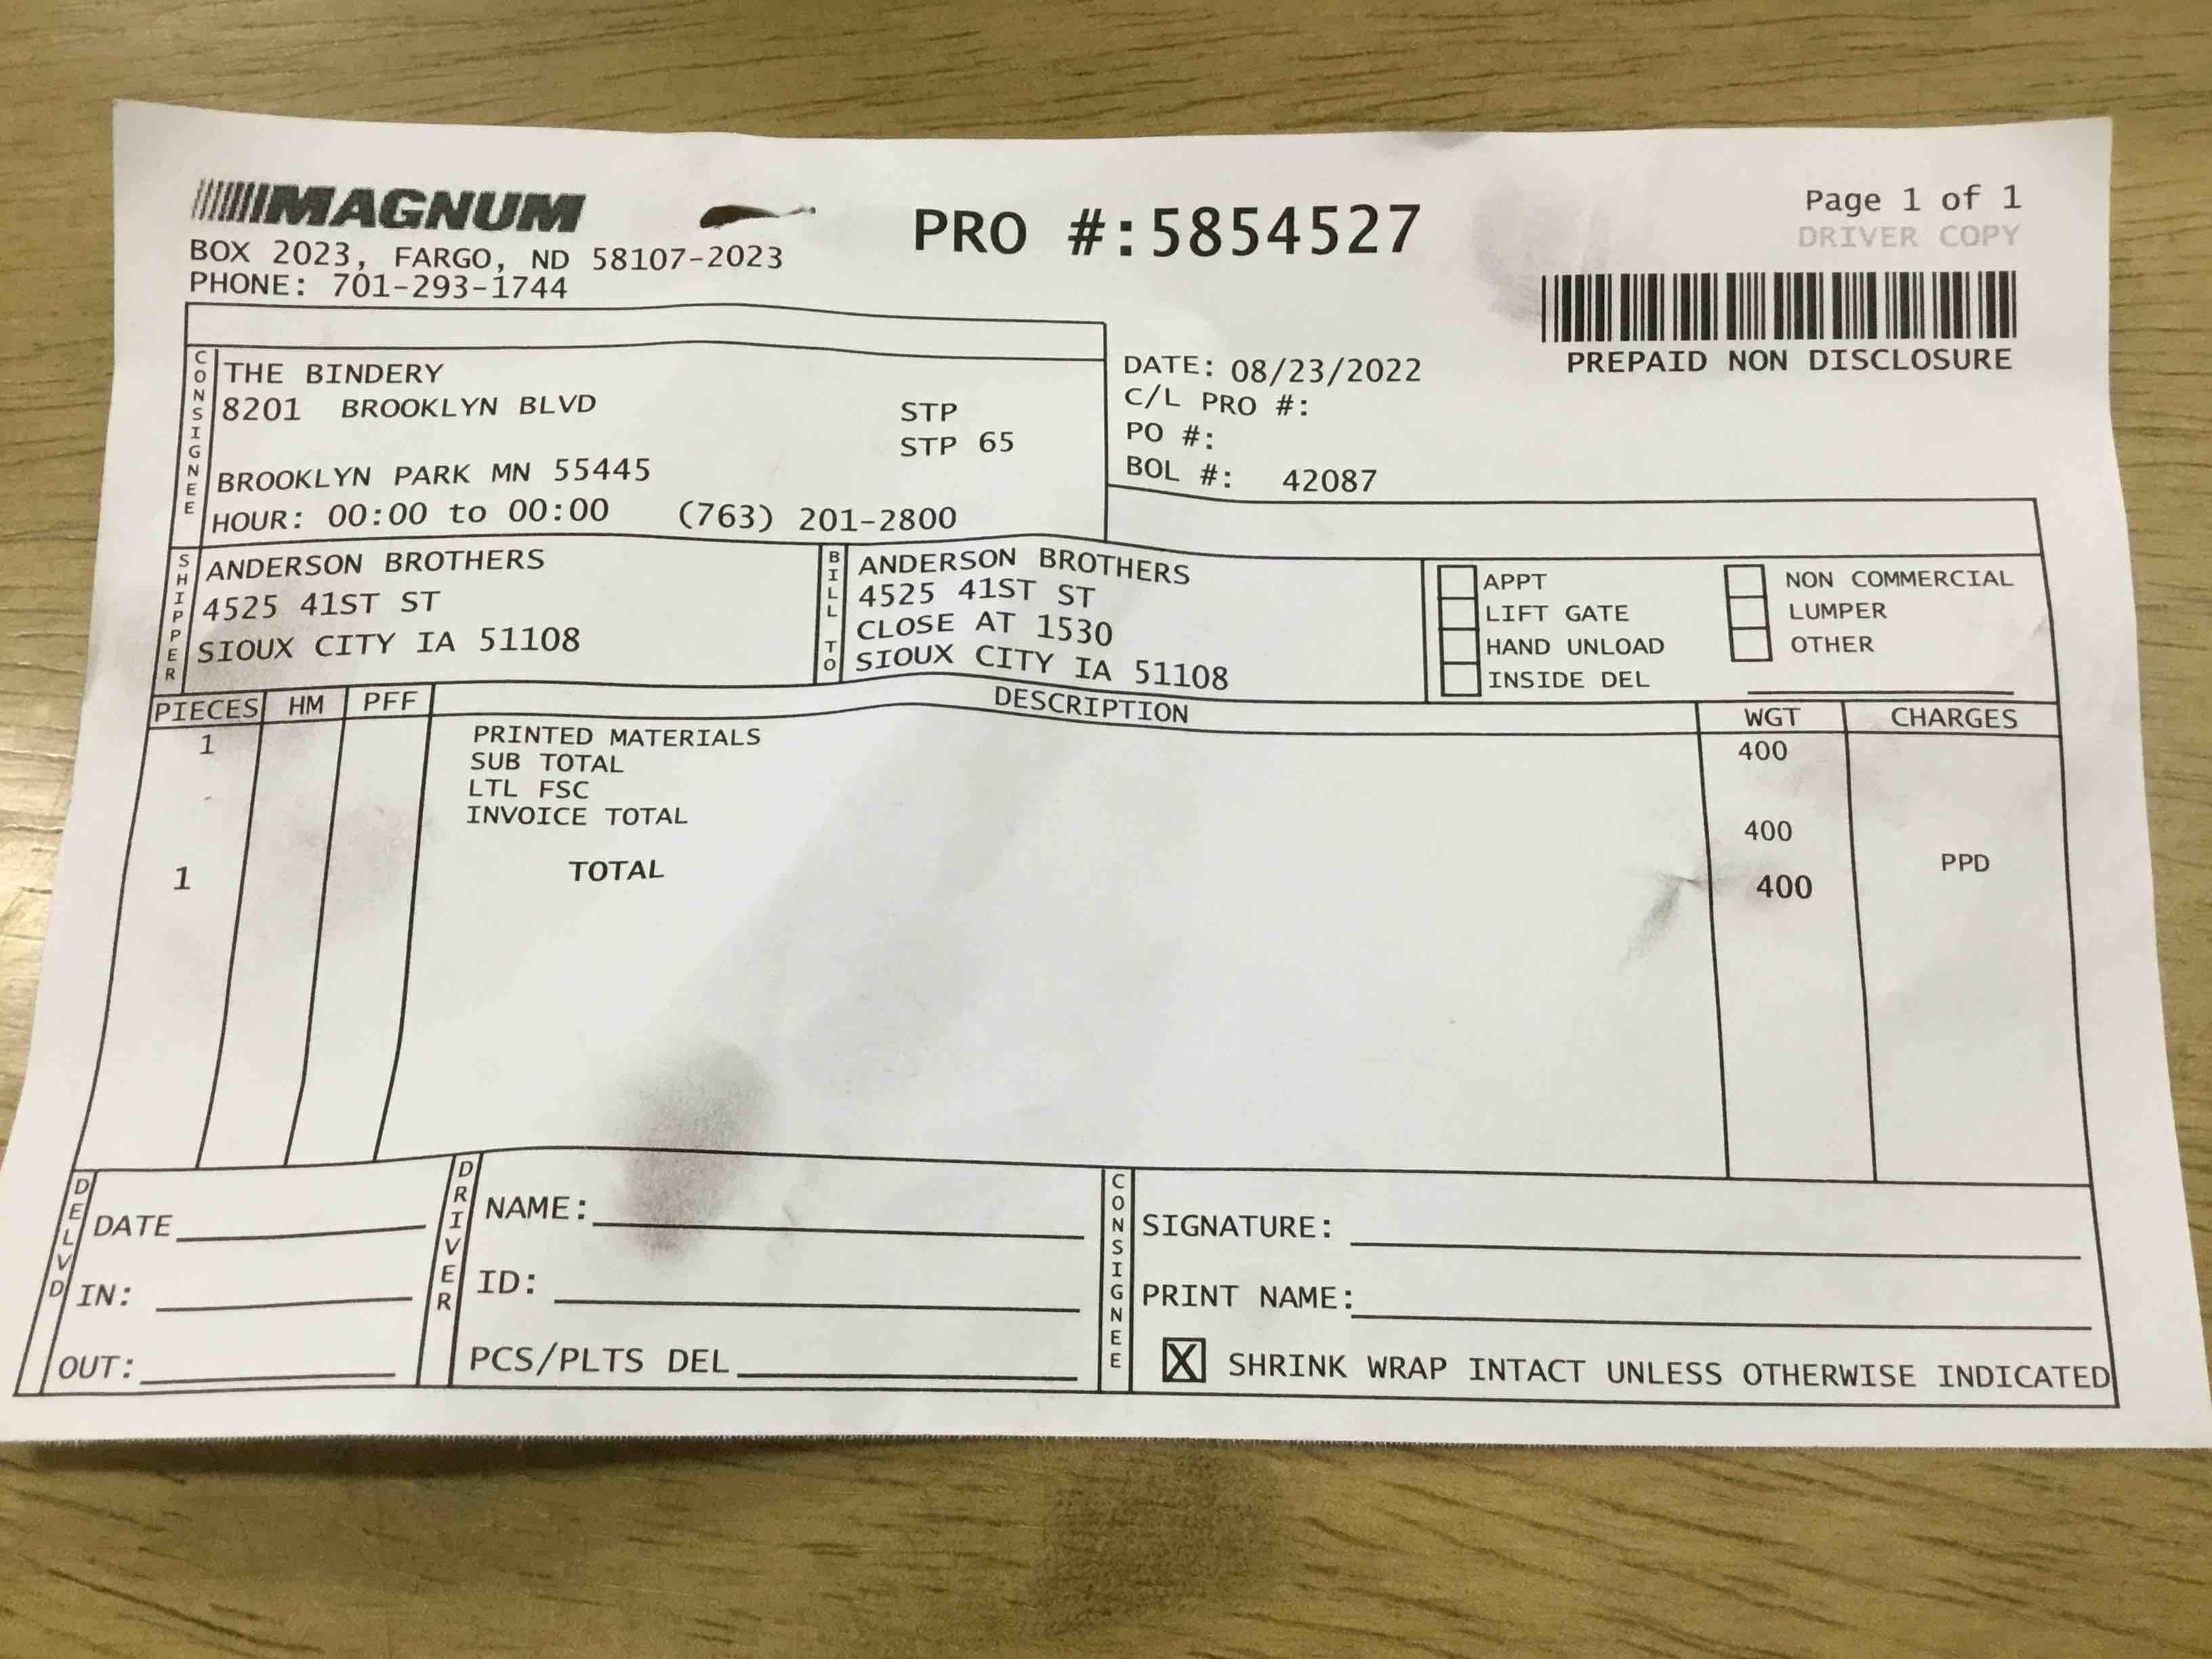 MAGNUM
BOX 2023, FARGO, ND 58107-2023
PHONE: 701-293-1744
PRO #:5854527
Page 1 of 1
DRIVER COPY
PREPAID NON DISCLOSURE
CONSIGNEE
THE BINDERY
8201 BROOKLYN BLVD
STP
STP 65
BROOKLYN PARK MN 55445
HOUR: 00:00 to 00:00 (763) 201-2800
DATE: 08/23/2022
C/L PRO #:
PO #:
BOL #: 42087
SHIPPER
ANDERSON BROTHERS
4525 41ST ST
SIOUX CITY IA 51108
BILL TO
ANDERSON BROTHERS
4525 41ST ST
CLOSE AT 1530
SIOUX CITY IA 51108
APPT
LIFT GATE
HAND UNLOAD
INSIDE DEL
NON COMMERCIAL
LUMPER
OTHER
PIECES HM PFF DESCRIPTION WGT CHARGES
1 PRINTED MATERIALS 400
SUB TOTAL
LTL FSC
INVOICE TOTAL 400
PPD
1 TOTAL 400
DELVD
DATE
IN:
OUT:
DRIVER
NAME:
ID:
PCS/PLTS DEL
CONSIGNEE
SIGNATURE:
PRINT NAME:
X SHRINK WRAP INTACT UNLESS OTHERWISE INDICATED